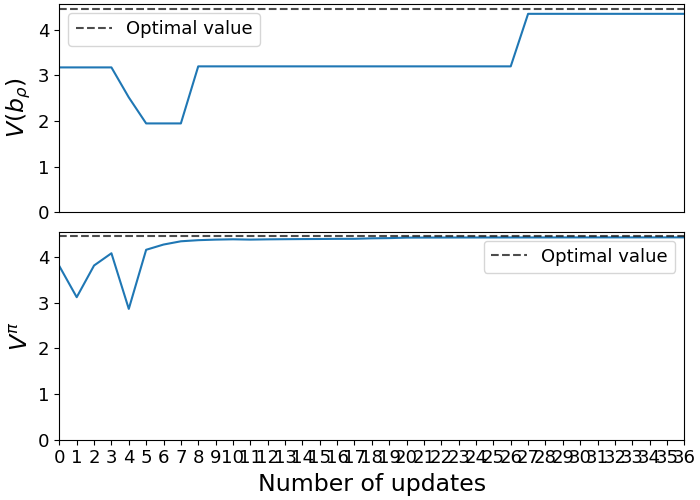 4
3
2
1
0
V(b_ρ)
Optimal value
4
3
2
1
0
V^π
Optimal value
0 1 2 3 4 5 6 7 8 9 10 11 12 13 14 15 16 17 18 19 20 21 22 23 24 25 26 27 28 29 30 31 32 33 34 35 36
Number of updates